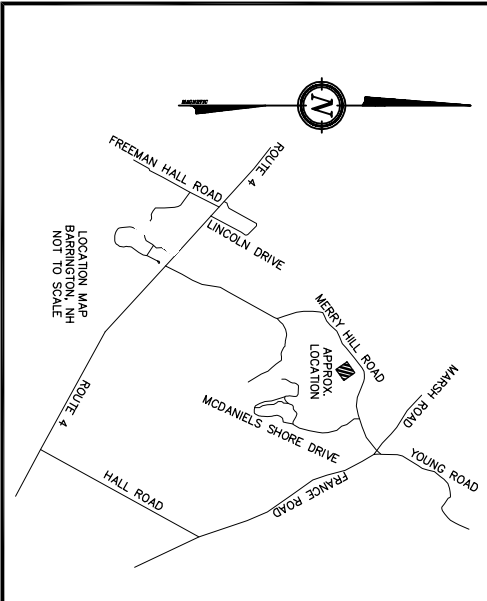 MAGNETIC
N
ROUTE 4
FREEMAN HALL ROAD
LINCOLN DRIVE
LOCATION MAP
BARRINGTON, NH
NOT TO SCALE
MERRY HILL ROAD
APPROX.
LOCATION
MCDANIELS SHORE DRIVE
MARSH ROAD
YOUNG ROAD
FRANCE ROAD
ROUTE 4
HALL ROAD